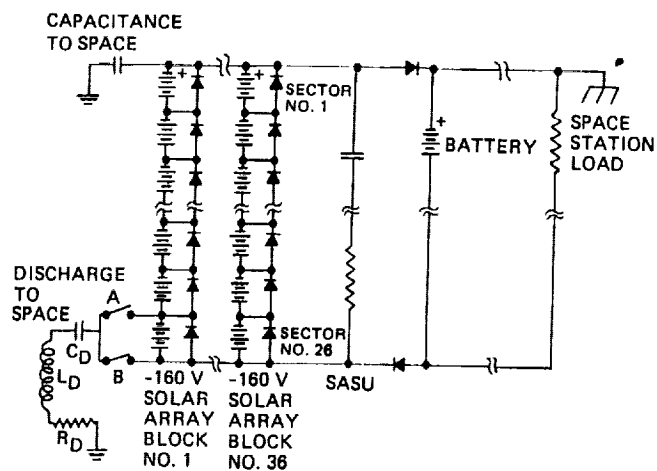 CAPACITANCE
TO SPACE
+
+
SECTOR
NO. 1
+
BATTERY
SPACE
STATION
LOAD
DISCHARGE
TO
SPACE
A
B
C_D
L_D
R_D
SECTOR
NO. 26
-160 V
SOLAR
ARRAY
BLOCK
NO. 1
-160 V
SOLAR
ARRAY
BLOCK
NO. 36
SASU